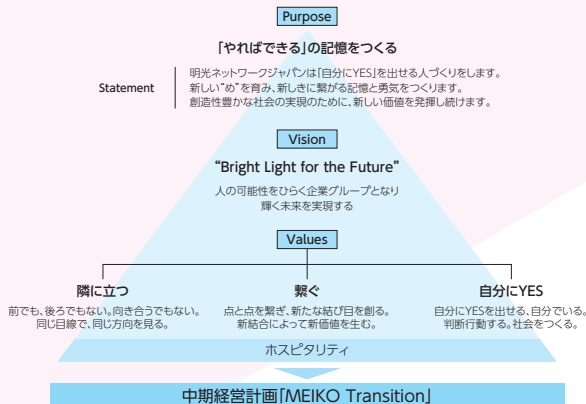 Purpose
「やればできる」の記憶をつくる
Statement
明光ネットワークジャパンは「自分にYES」を出せる人づくりをします。
新しい“め”を育み、新しきに繋がる記憶と勇気をつくります。
創造性豊かな社会の実現のために、新しい価値を発揮し続けます。
Vision
“Bright Light for the Future”
人の可能性をひらく企業グループとなり
輝く未来を実現する
Values
隣に立つ
前でも、後ろでもない。向き合うでもない。
同じ目線で、同じ方向を見る。
繋ぐ
点と点を繋ぎ、新たな結び目を創る。
新結合によって新価値を生む。
自分にYES
自分にYESを出せる、自分でいる。
判断行動する。社会をつくる。
ホスピタリティ
中期経営計画「MEIKO Transition」